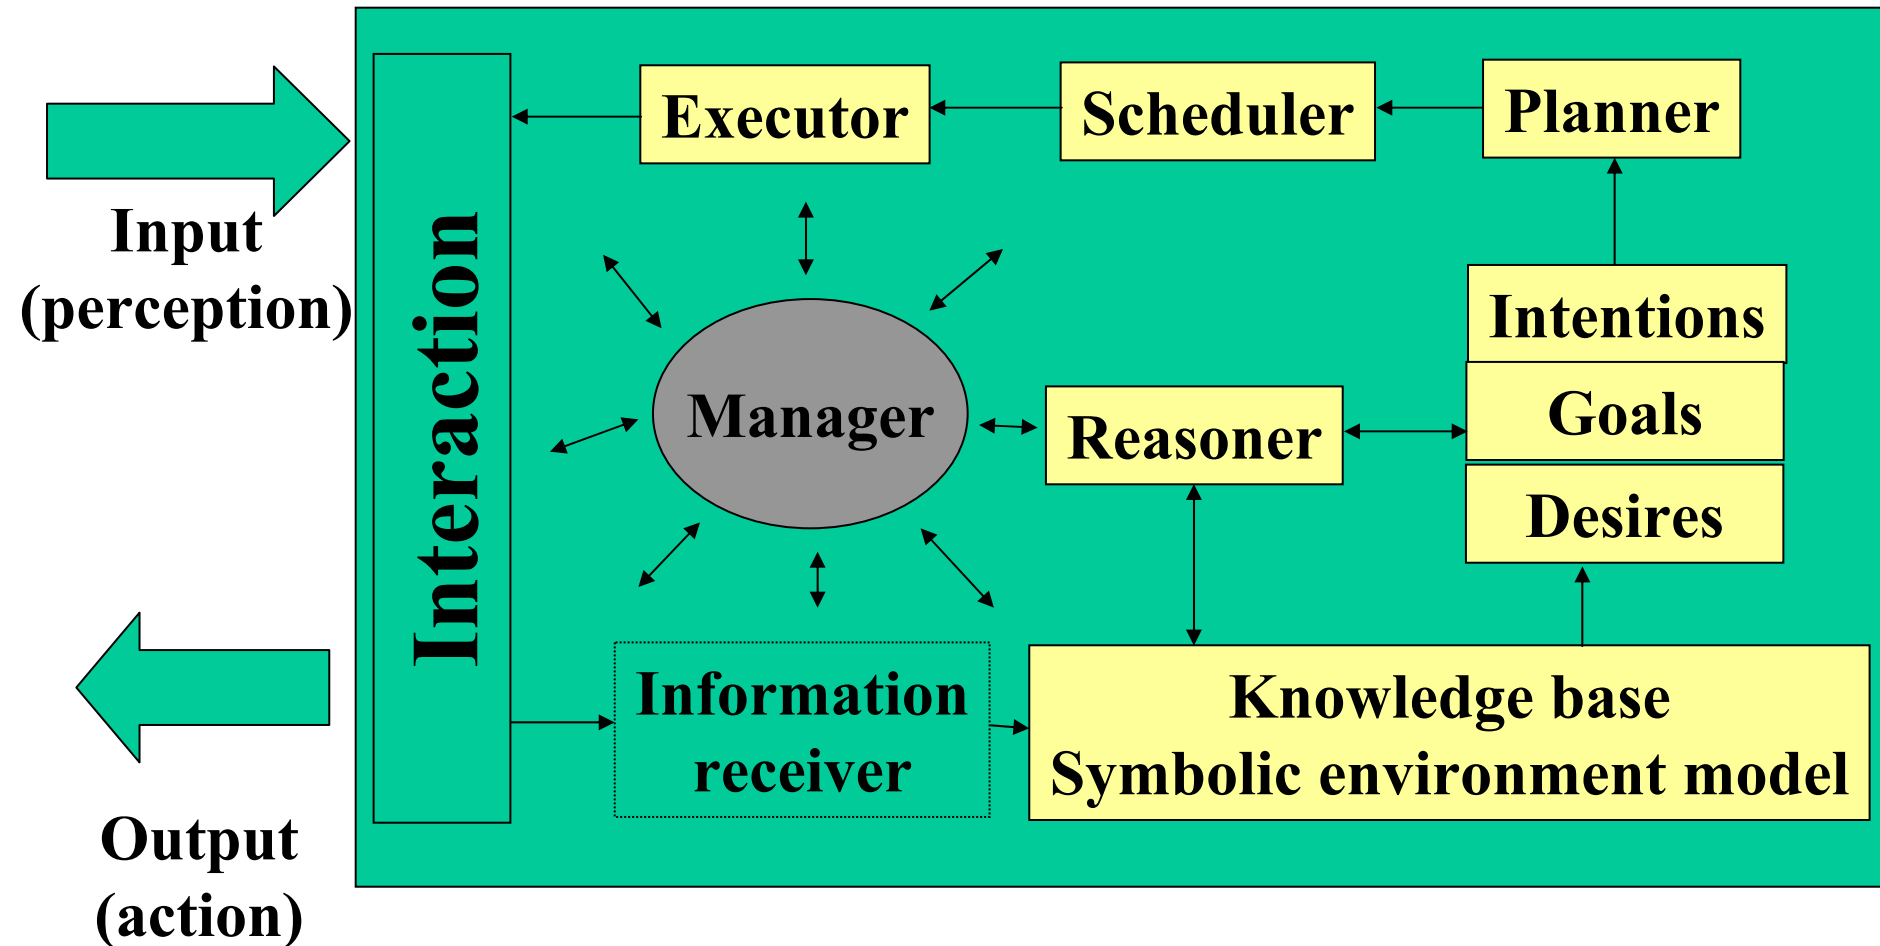 Input
(perception)
Output
(action)
Interaction
Executor
Scheduler
Planner
Manager
Reasoner
Intentions
Goals
Desires
Information
receiver
Knowledge base
Symbolic environment model